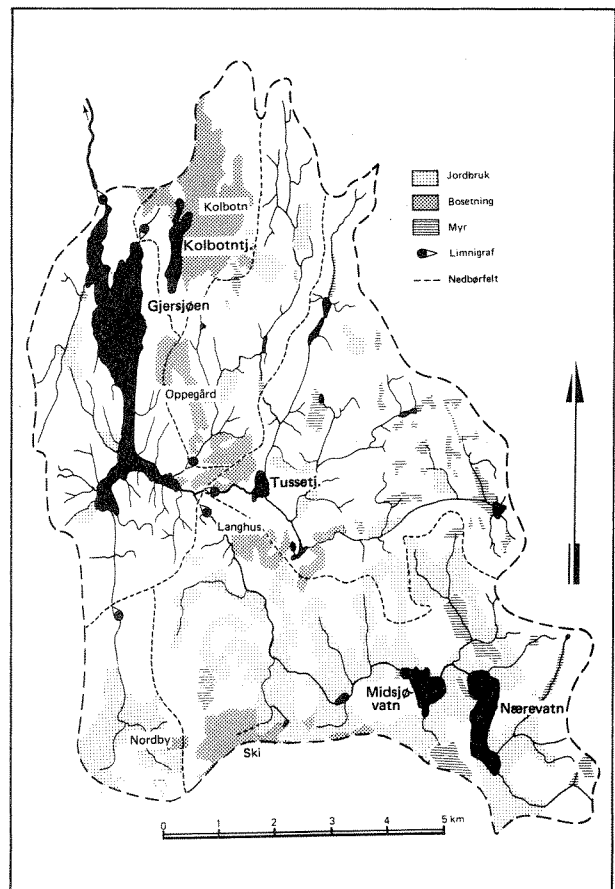 Jordbruk
Bosetning
Myr
Limnigraf
Nedbørfelt
Kolbotn
Kolbotntj.
Gjersjøen
Oppegård
Tussetj.
Langhus
Midsjø-
vatn
Nærevatn
Nordby
Ski
0 1 2 3 4 5 km